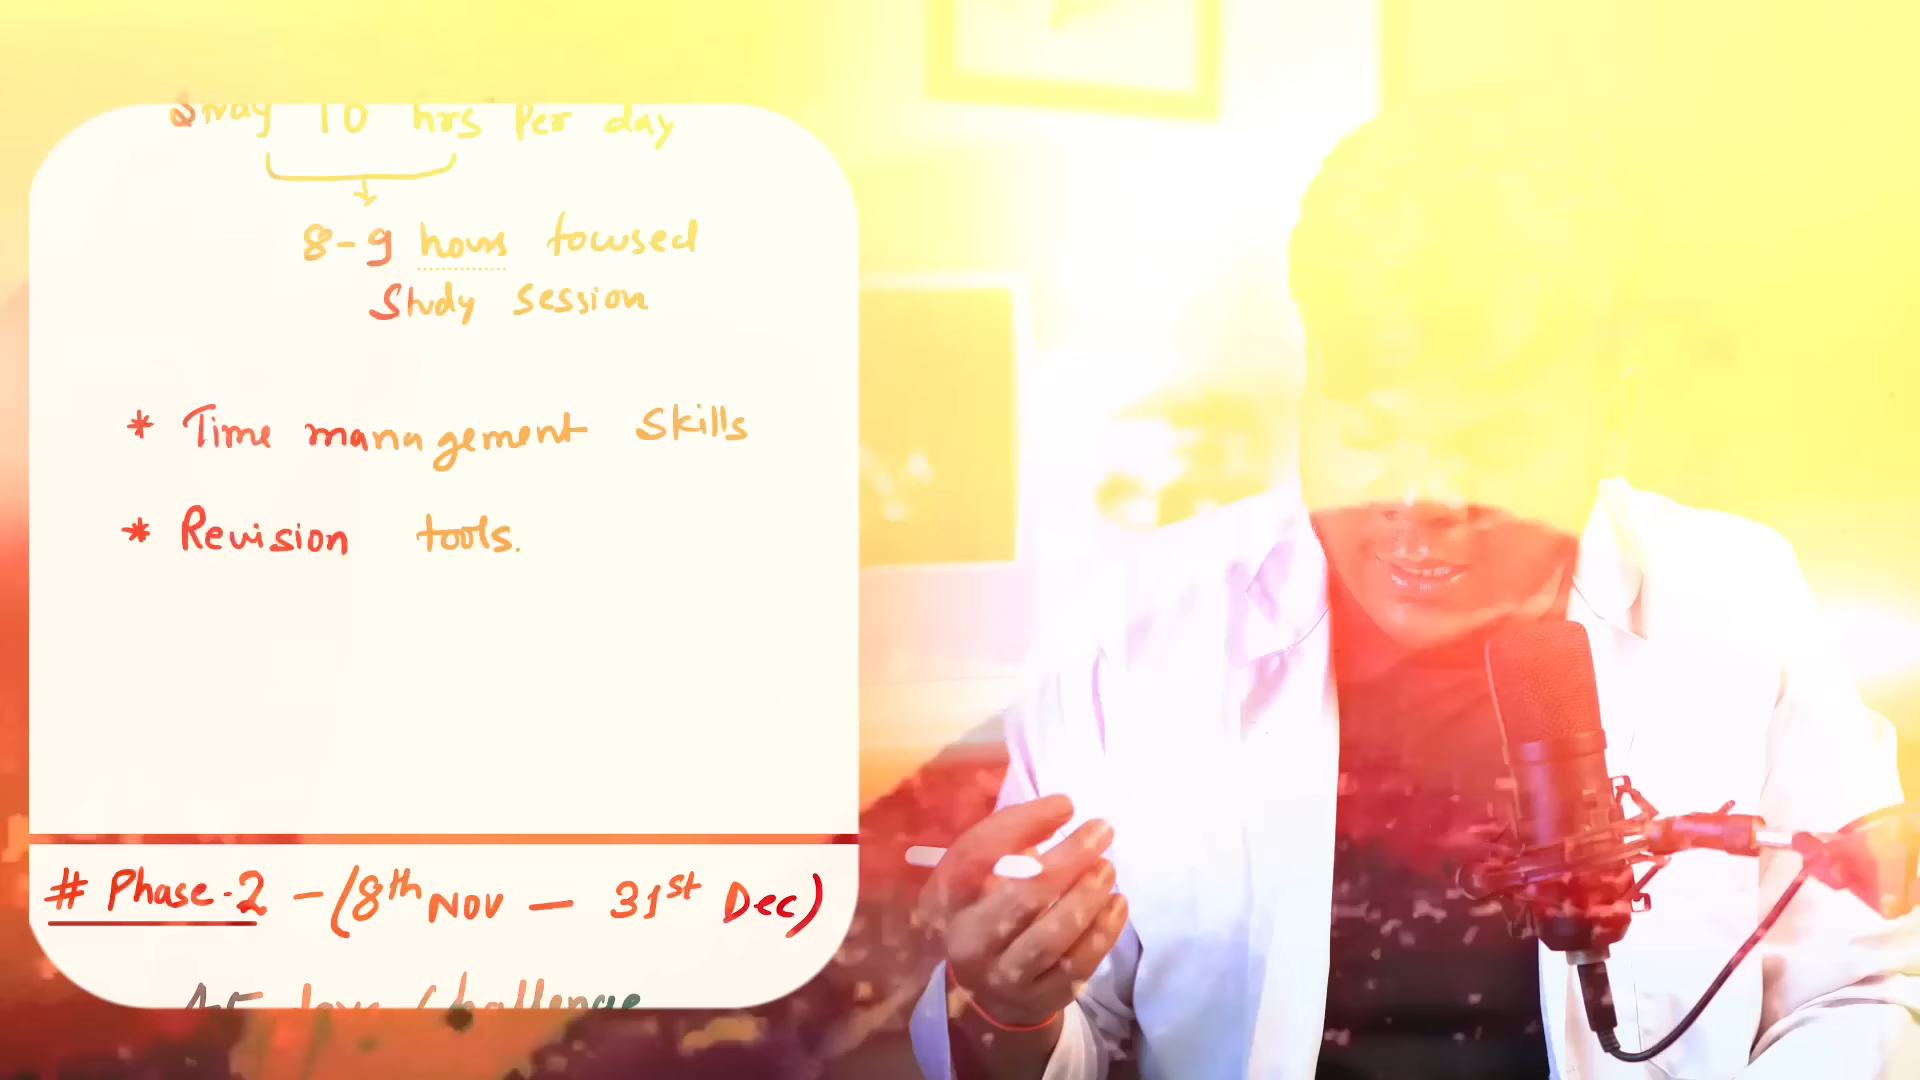 Study 10 hrs Per day
8-9 hours focused
Study session
* Time management skills
* Revision tools.
# Phase-2 - (8th Nov - 31st Dec)
Challenge